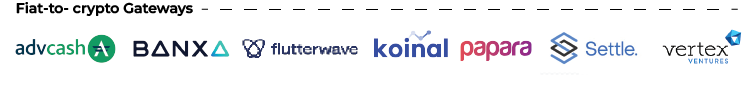 Fiat-to- crypto Gateways
advcash BANXA flutterwave koinal papara Settle. vertex
VENTURES